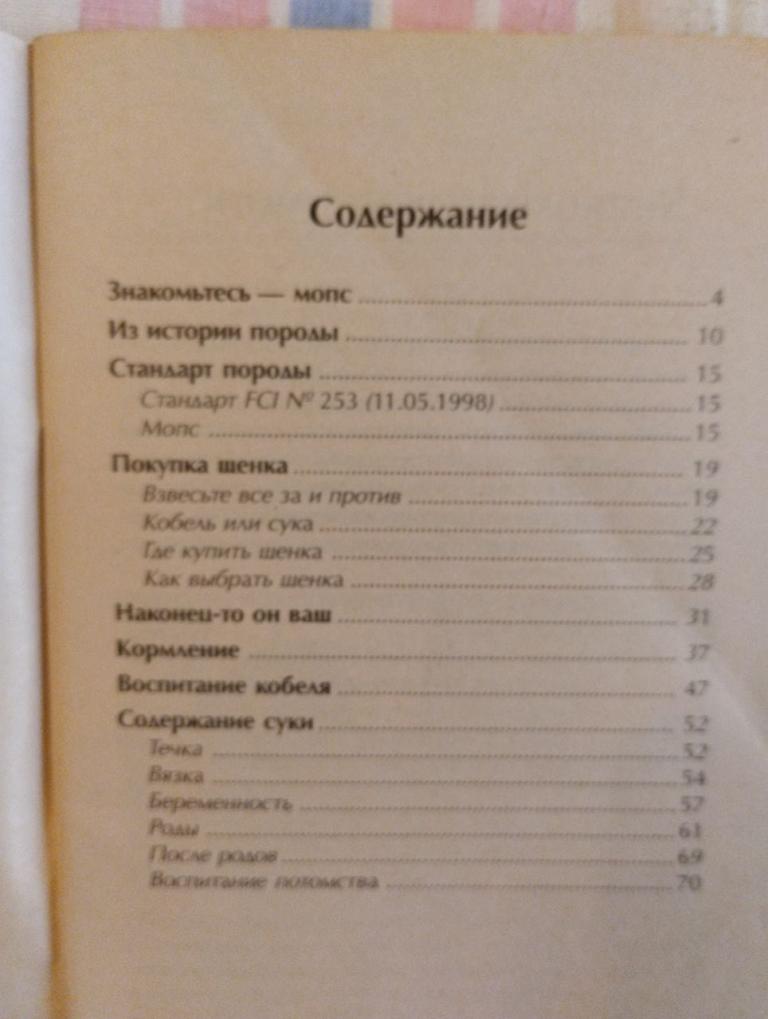 Содержание
Знакомьтесь — мопс 4
Из истории породы 10
Стандарт породы 15
Стандарт FCI № 253 (11.05.1998) 15
Мопс 15
Покупка щенка 19
Взвесьте все за и против 19
Кобель или сука 22
Где купить щенка 25
Как выбрать щенка 28
Наконец-то он ваш 31
Кормление 37
Воспитание кобеля 47
Содержание суки 52
Течка 52
Вязка 54
Беременность 57
Роды 61
После родов 69
Воспитание потомства 70